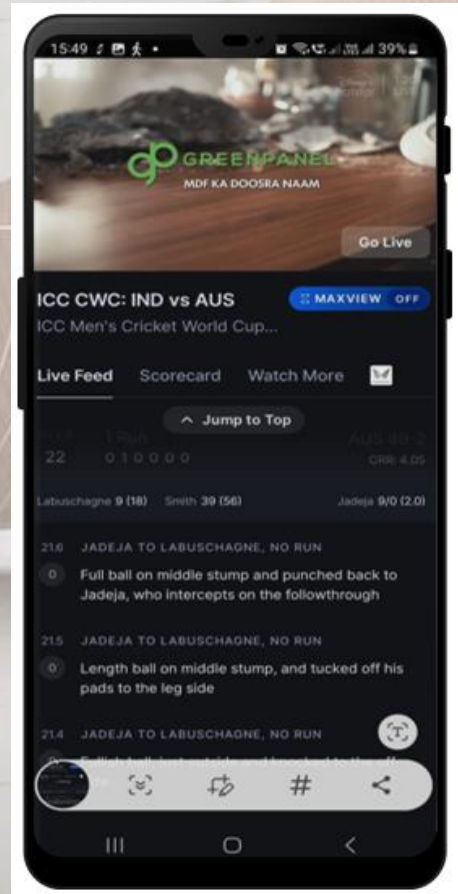 15:49
39%
GREENPANEL
MDF KA DOOSRA NAAM
Go Live
ICC CWC: IND vs AUS
MAXVIEW OFF
ICC Men's Cricket World Cup...
Live Feed Scorecard Watch More
Jump to Top
1 Run AUS 89-2
22 0 1 0 0 0 0 CRR: 4.05
Labuschagne 9 (18) Smith 39 (56) Jadeja 9/0 (2.0)
21.6 JADEJA TO LABUSCHAGNE, NO RUN
0 Full ball on middle stump and punched back to
Jadeja, who intercepts on the followthrough
21.5 JADEJA TO LABUSCHAGNE, NO RUN
0 Length ball on middle stump, and tucked off his
pads to the leg side
21.4 JADEJA TO LABUSCHAGNE, NO RUN